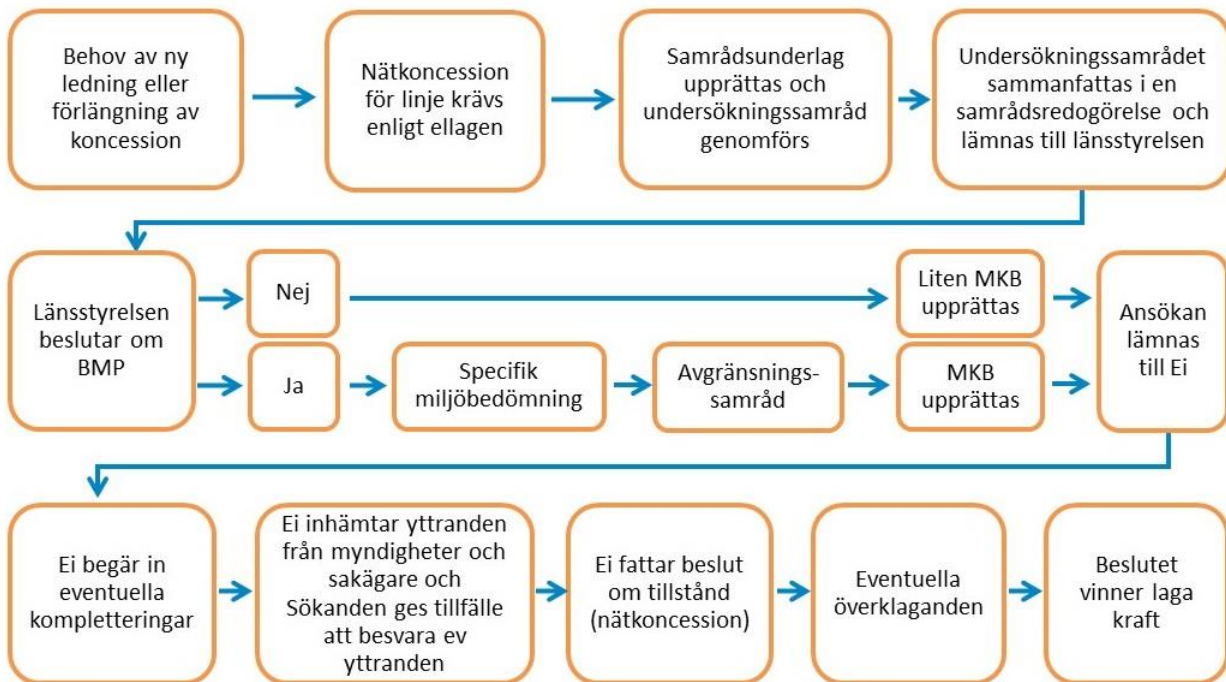 Behov av ny
ledning eller
förlängning av
koncession
Nätkoncession
för linje krävs
enligt ellagen
Samrådsunderlag
upprättas och
undersökningssamråd
genomförs
Undersökningssamrådet
sammanfattas i en
samrådsredogörelse och
lämnas till länsstyrelsen
Länsstyrelsen
beslutar om
BMP
Nej
Liten MKB
upprättas
Ja
Specifik
miljöbedömning
Avgränsnings-
samråd
MKB
upprättas
Ansökan
lämnas
till Ei
Ei begär in
eventuella
kompletteringar
Ei inhämtar yttranden
från myndigheter och
sakägare och
Sökanden ges tillfälle
att besvara ev
yttranden
Ei fattar beslut
om tillstånd
(nätkoncession)
Eventuella
överklaganden
Beslutet
vinner laga
kraft